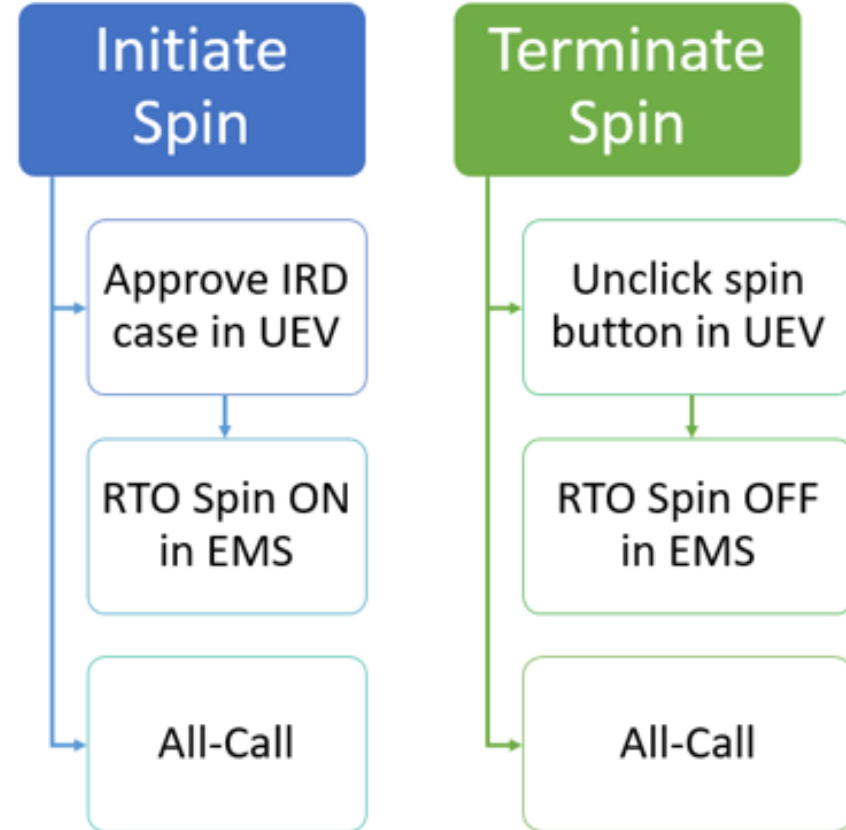 Initiate
Spin
Approve IRD
case in UEV
RTO Spin ON
in EMS
All-Call
Terminate
Spin
Unclick spin
button in UEV
RTO Spin OFF
in EMS
All-Call